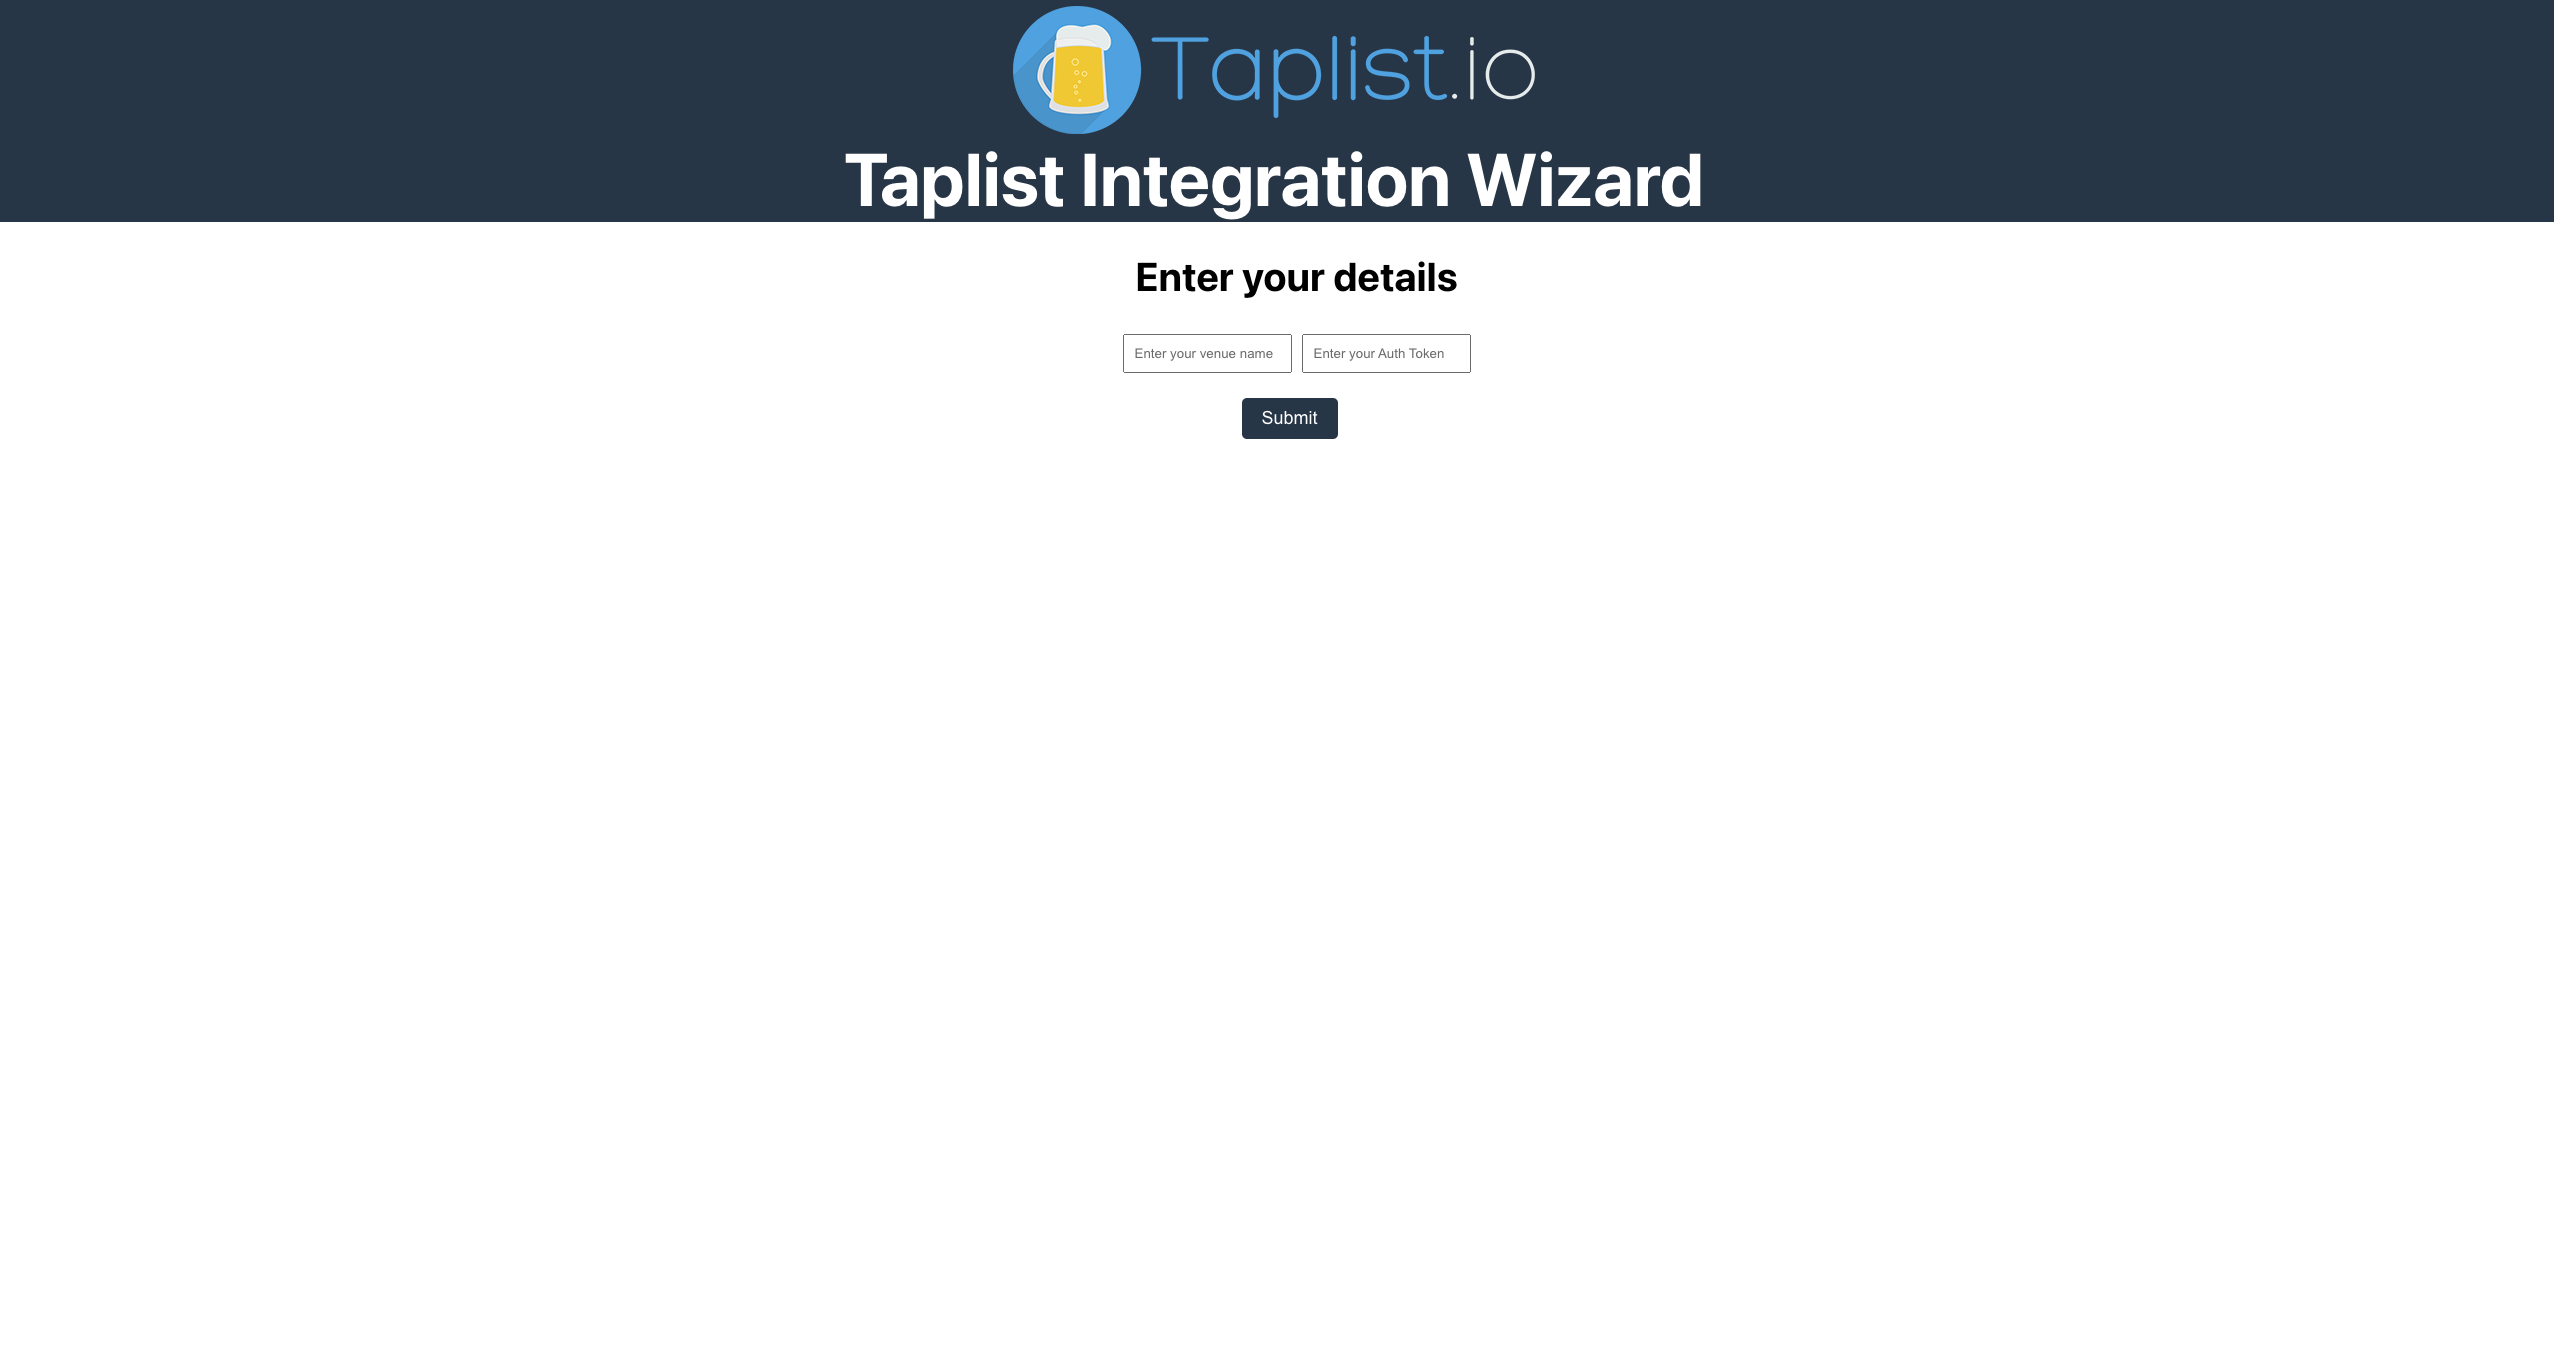 Taplist.io
Taplist Integration Wizard
Enter your details
Enter your venue name Enter your Auth Token
Submit